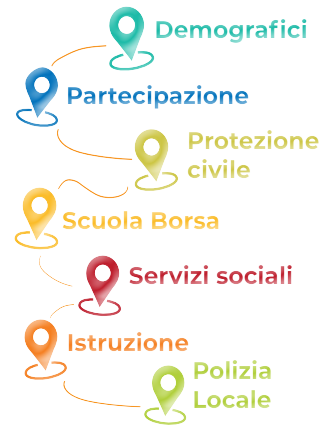 Demografici
Partecipazione
Protezione
civile
Scuola Borsa
Servizi sociali
Istruzione
Polizia
Locale